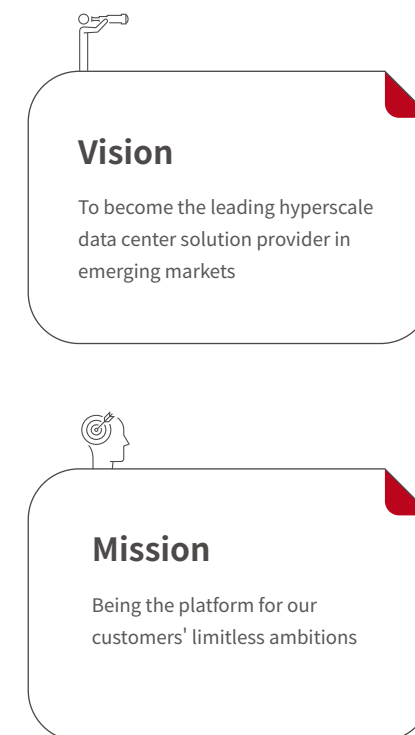 Vision
To become the leading hyperscale
data center solution provider in
emerging markets
Mission
Being the platform for our
customers' limitless ambitions